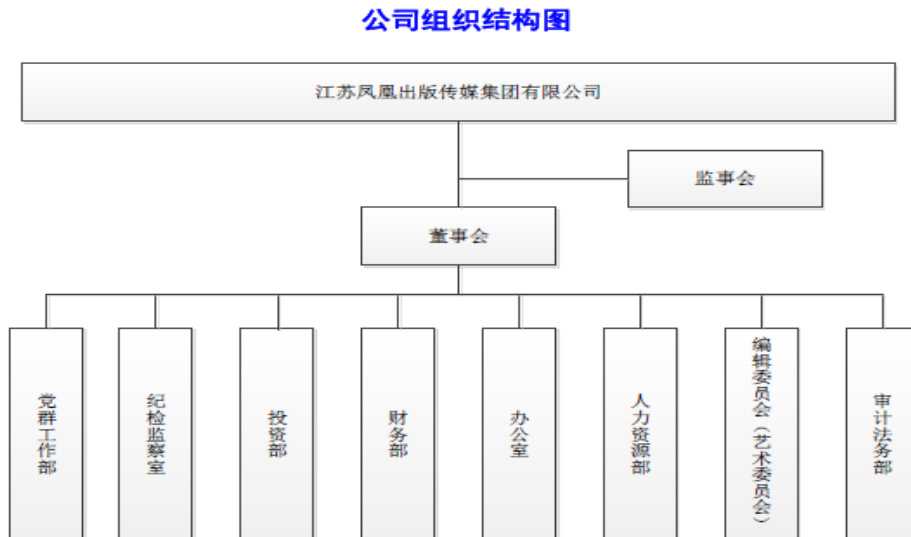 公司组织结构图
江苏凤凰出版传媒集团有限公司
监事会
董事会
党群工作部
纪检监察室
投资部
财务部
办公室
人力资源部
编辑委员会（艺术委员会）
审计法务部